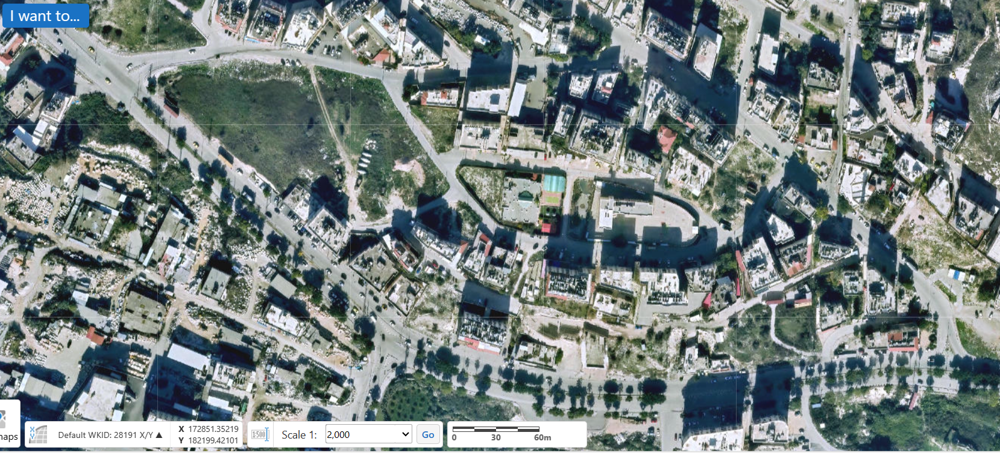 I want to...
naps
Default WKID: 28191 X/Y ▲
X 172851.35219
Y 182199.42101
1:500
Scale 1:
2,000
Go
0 30 60m